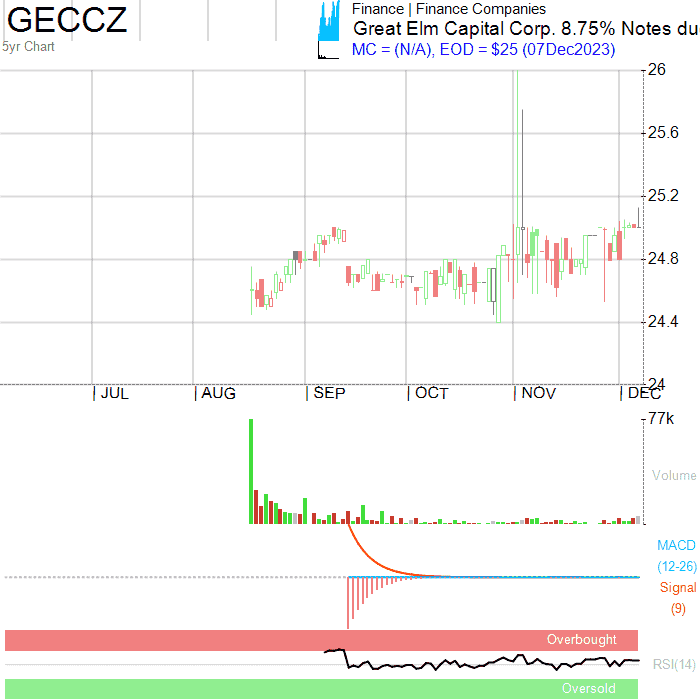 GECCZ
5yr Chart
Finance | Finance Companies
Great Elm Capital Corp. 8.75% Notes du
MC = (N/A), EOD = $25 (07Dec2023)
26
25.6
25.2
24.8
24.4
24
| JUL | AUG | SEP | OCT | NOV | DEC
77k
Volume
MACD
(12-26)
Signal
(9)
Overbought
RSI(14)
Oversold